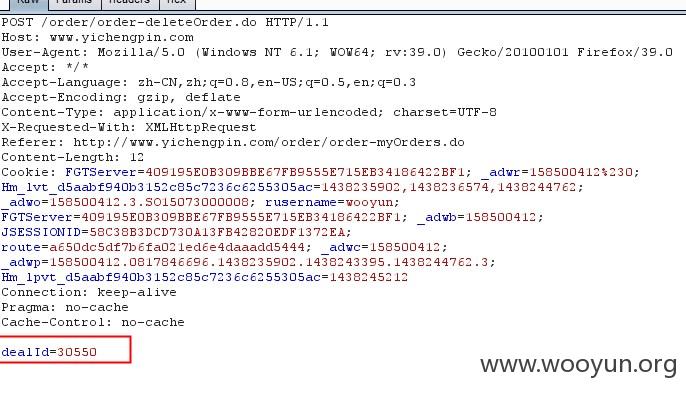 Raw Params Headers Hex
POST /order/order-deleteOrder.do HTTP/1.1
Host: www.yichengpin.com
User-Agent: Mozilla/5.0 (Windows NT 6.1; WOW64; rv:39.0) Gecko/20100101 Firefox/39.0
Accept: */*
Accept-Language: zh-CN,zh;q=0.8,en-US;q=0.5,en;q=0.3
Accept-Encoding: gzip, deflate
Content-Type: application/x-www-form-urlencoded; charset=UTF-8
X-Requested-With: XMLHttpRequest
Referer: http://www.yichengpin.com/order/order-myOrders.do
Content-Length: 12
Cookie: FGTServer=409195E0B309BBE67FB9555E715EB34186422BF1; _adwr=158500412%230;
Hm_lvt_d5aabf940b3152c85c7236c6255305ac=1438235902,1438236574,1438244762;
_adwo=158500412.3.SO15073000008; rusername=wooyun;
FGTServer=409195E0B309BBE67FB9555E715EB34186422BF1; _adwb=158500412;
JSESSIONID=58C38B3DCD730A13FB42820EDF1372EA;
route=a650dc5df7b6fa021ed6e4daaadd5444; _adwc=158500412;
_adwp=158500412.0817846696.1438235902.1438243395.1438244762.3;
Hm_lpvt_d5aabf940b3152c85c7236c6255305ac=1438245212
Connection: keep-alive
Pragma: no-cache
Cache-Control: no-cache
dealId=30550
www.wooyun.org